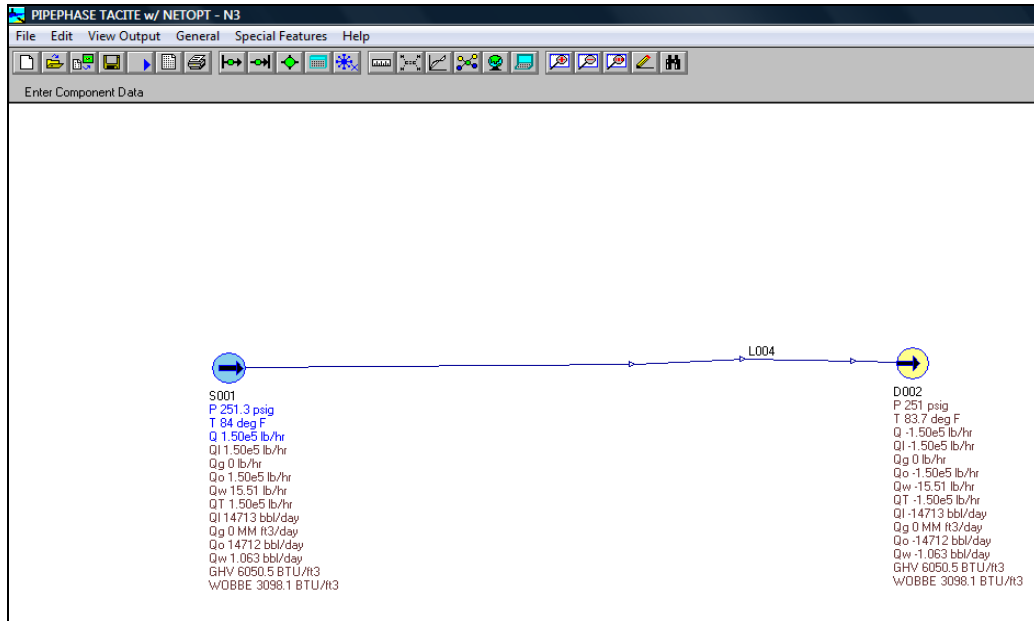 PIPEPHASE TACITE w/ NETOPT - N3
File Edit View Output General Special Features Help
Enter Component Data
L004
S001
P 251.3 psig
T 84 deg F
Q 1.50e5 lb/hr
Ql 1.50e5 lb/hr
Qg 0 lb/hr
Qo 1.50e5 lb/hr
Qw 15.51 lb/hr
QT 1.50e5 lb/hr
Ql 14713 bbl/day
Qg 0 MM ft3/day
Qo 14712 bbl/day
Qw 1.063 bbl/day
GHV 6050.5 BTU/ft3
WOBBE 3098.1 BTU/ft3
D002
P 251 psig
T 83.7 deg F
Q -1.50e5 lb/hr
Ql -1.50e5 lb/hr
Qg 0 lb/hr
Qo -1.50e5 lb/hr
Qw -15.51 lb/hr
QT -1.50e5 lb/hr
Ql -14713 bbl/day
Qg 0 MM ft3/day
Qo -14712 bbl/day
Qw -1.063 bbl/day
GHV 6050.5 BTU/ft3
WOBBE 3098.1 BTU/ft3